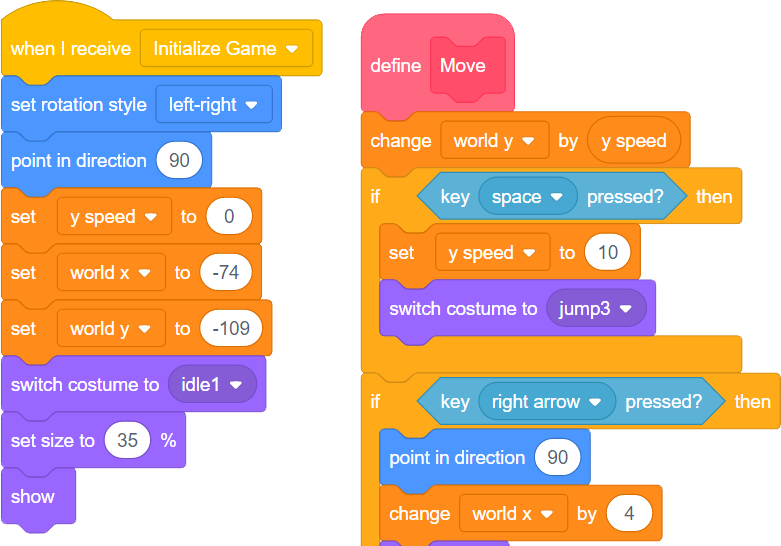 when I receive Initialize Game
set rotation style left-right
point in direction 90
set y speed to 0
set world x to -74
set world y to -109
switch costume to idle1
set size to 35 %
show
define Move
change world y by y speed
if key space pressed? then
set y speed to 10
switch costume to jump3
if key right arrow pressed? then
point in direction 90
change world x by 4